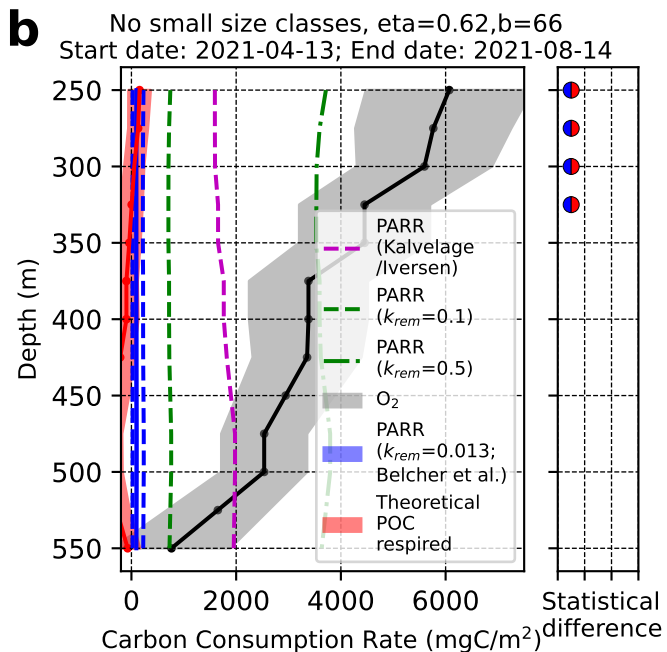 b
No small size classes, eta=0.62,b=66
Start date: 2021-04-13; End date: 2021-08-14
250
300
350
400
450
500
550
Depth (m)
PARR
(Kalvelage
/Iversen)
PARR
(k_rem=0.1)
PARR
(k_rem=0.5)
O₂
PARR
(k_rem=0.013;
Belcher et al.)
Theoretical
POC
respired
0 2000 4000 6000
Carbon Consumption Rate (mgC/m²)
Statistical
difference